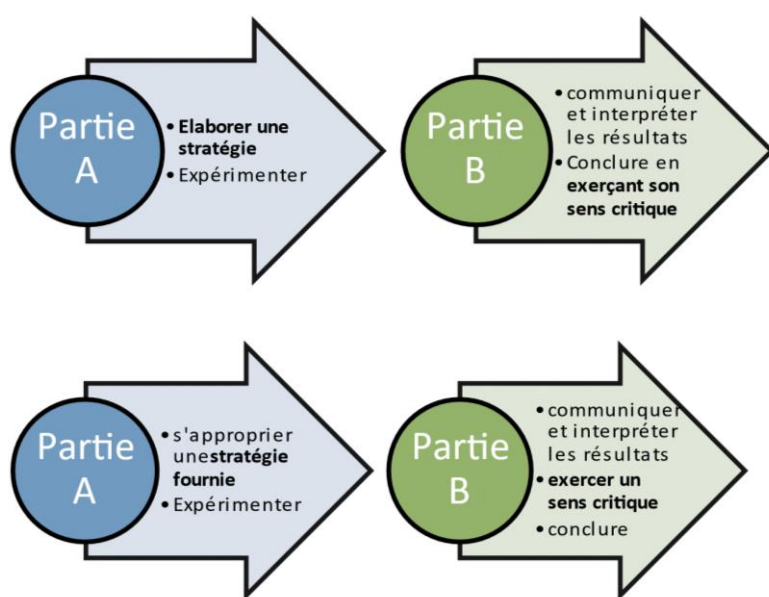 Partie
A
• Elaborer une
stratégie
• Expérimenter
Partie
B
• communiquer
et interpréter
les résultats
• Conclure en
exerçant son
sens critique
Partie
A
• s'approprier
unestratégie
fournie
• Expérimenter
Partie
B
• communiquer
et interpréter
les résultats
• exercer un
sens critique
• conclure